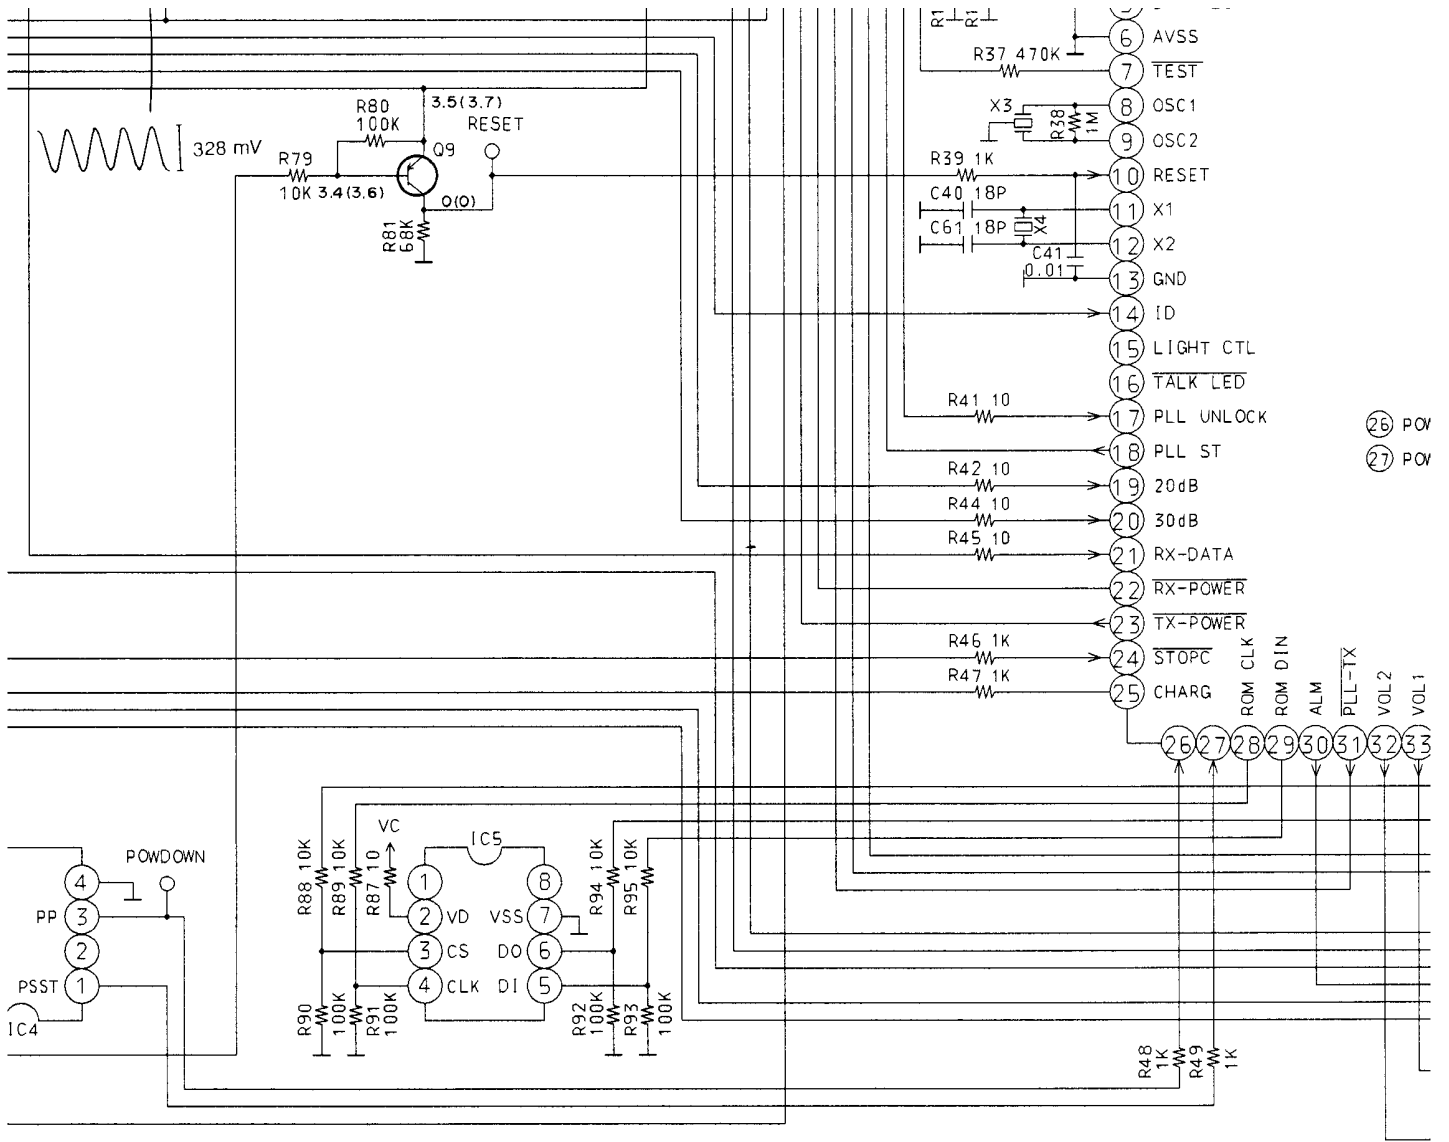 R1
R1
5
6 AVSS
R37 470K
7 TEST
8 OSC1
X3
R38
1M
9 OSC2
3.5(3.7)
RESET
R80
100K
328 mV
R79
10K
3.4(3.6)
Q9
0(0)
R81
68K
R39 1K
10 RESET
C40 18P
11 X1
X4
C61 18P
12 X2
C41
0.01
13 GND
14 ID
15 LIGHT CTL
16 TALK LED
R41 10
17 PLL UNLOCK
18 PLL ST
R42 10
19 20dB
R44 10
20 30dB
R45 10
21 RX-DATA
22 RX-POWER
23 TX-POWER
R46 1K
24 STOPC
R47 1K
25 CHARG
26 POW
27 POW
ROM CLK
ROM DIN
ALM
PLL-TX
VOL2
VOL1
26 27 28 29 30 31 32 33
VC
IC5
POWDOWN
R88 10K
R89 10K
R87 10
R94 10K
R95 10K
4
PP 3
2
PSST 1
IC4
1
2 VD
3 CS
4 CLK
8
VSS 7
DO 6
DI 5
R90
100K
R91
100K
R92
100K
R93
100K
R48
1K
R49
1K